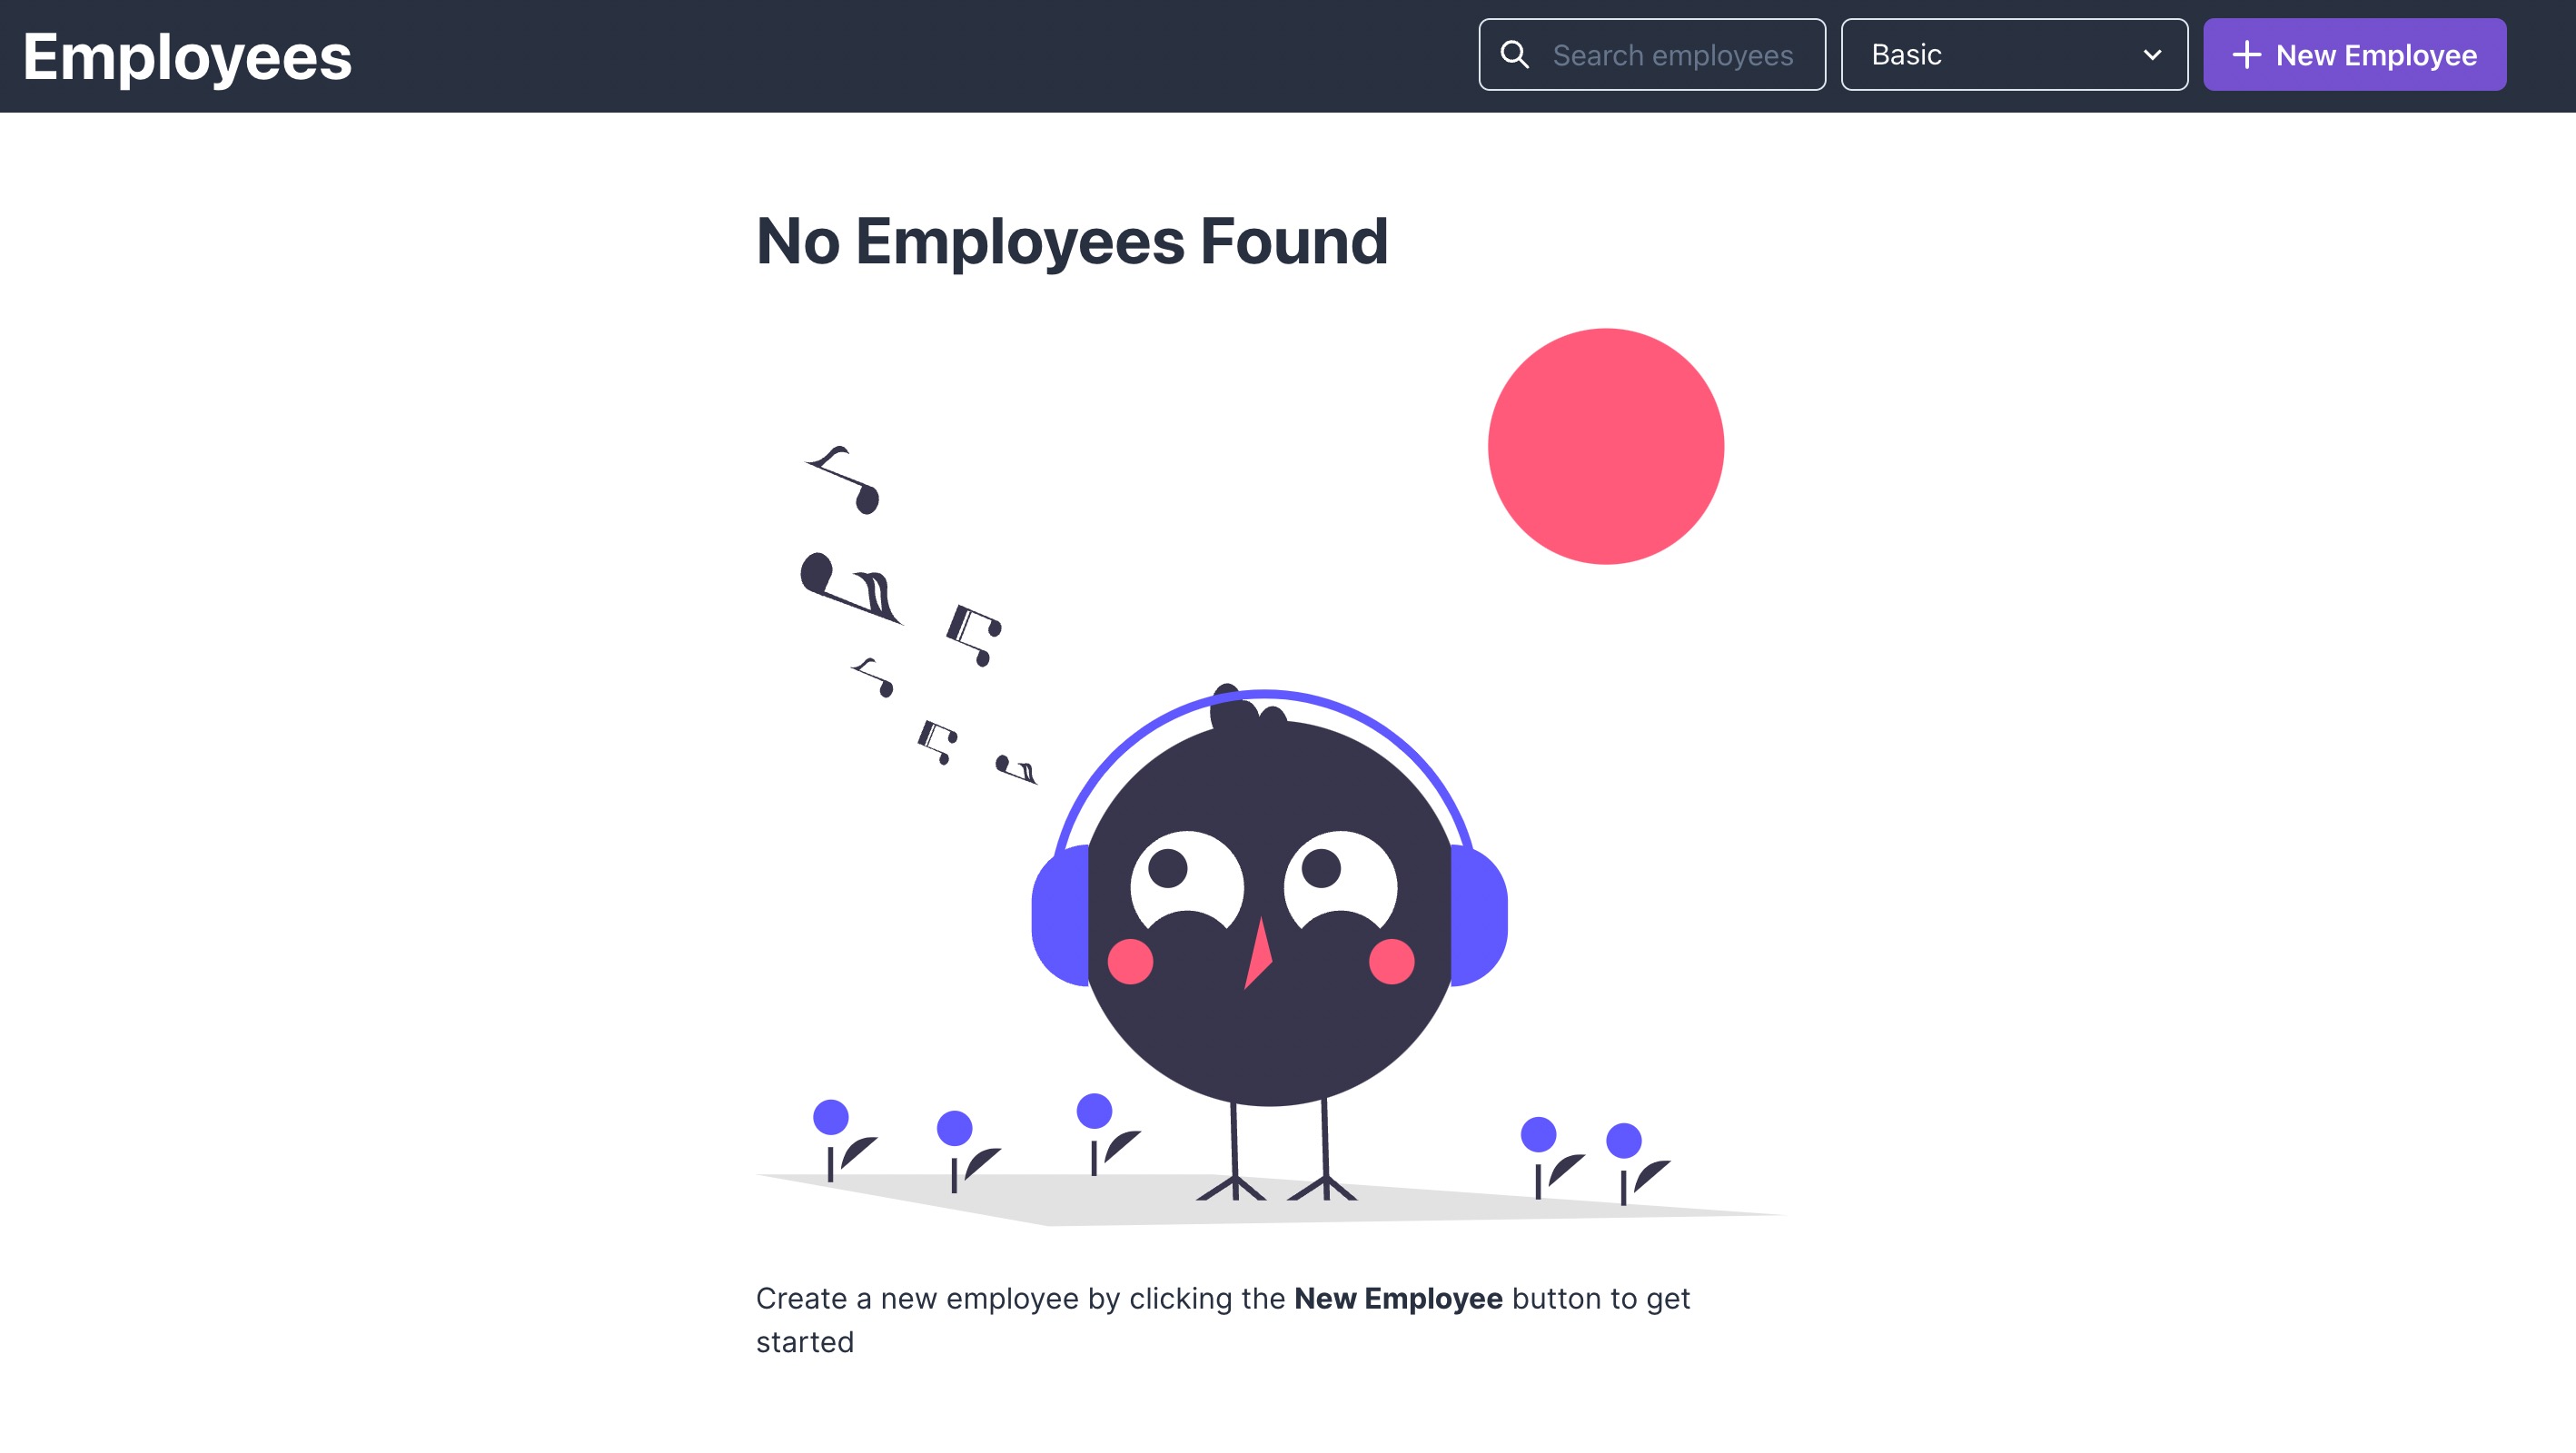 Employees
Search employees
Basic
New Employee
No Employees Found
Create a new employee by clicking the New Employee button to get
started